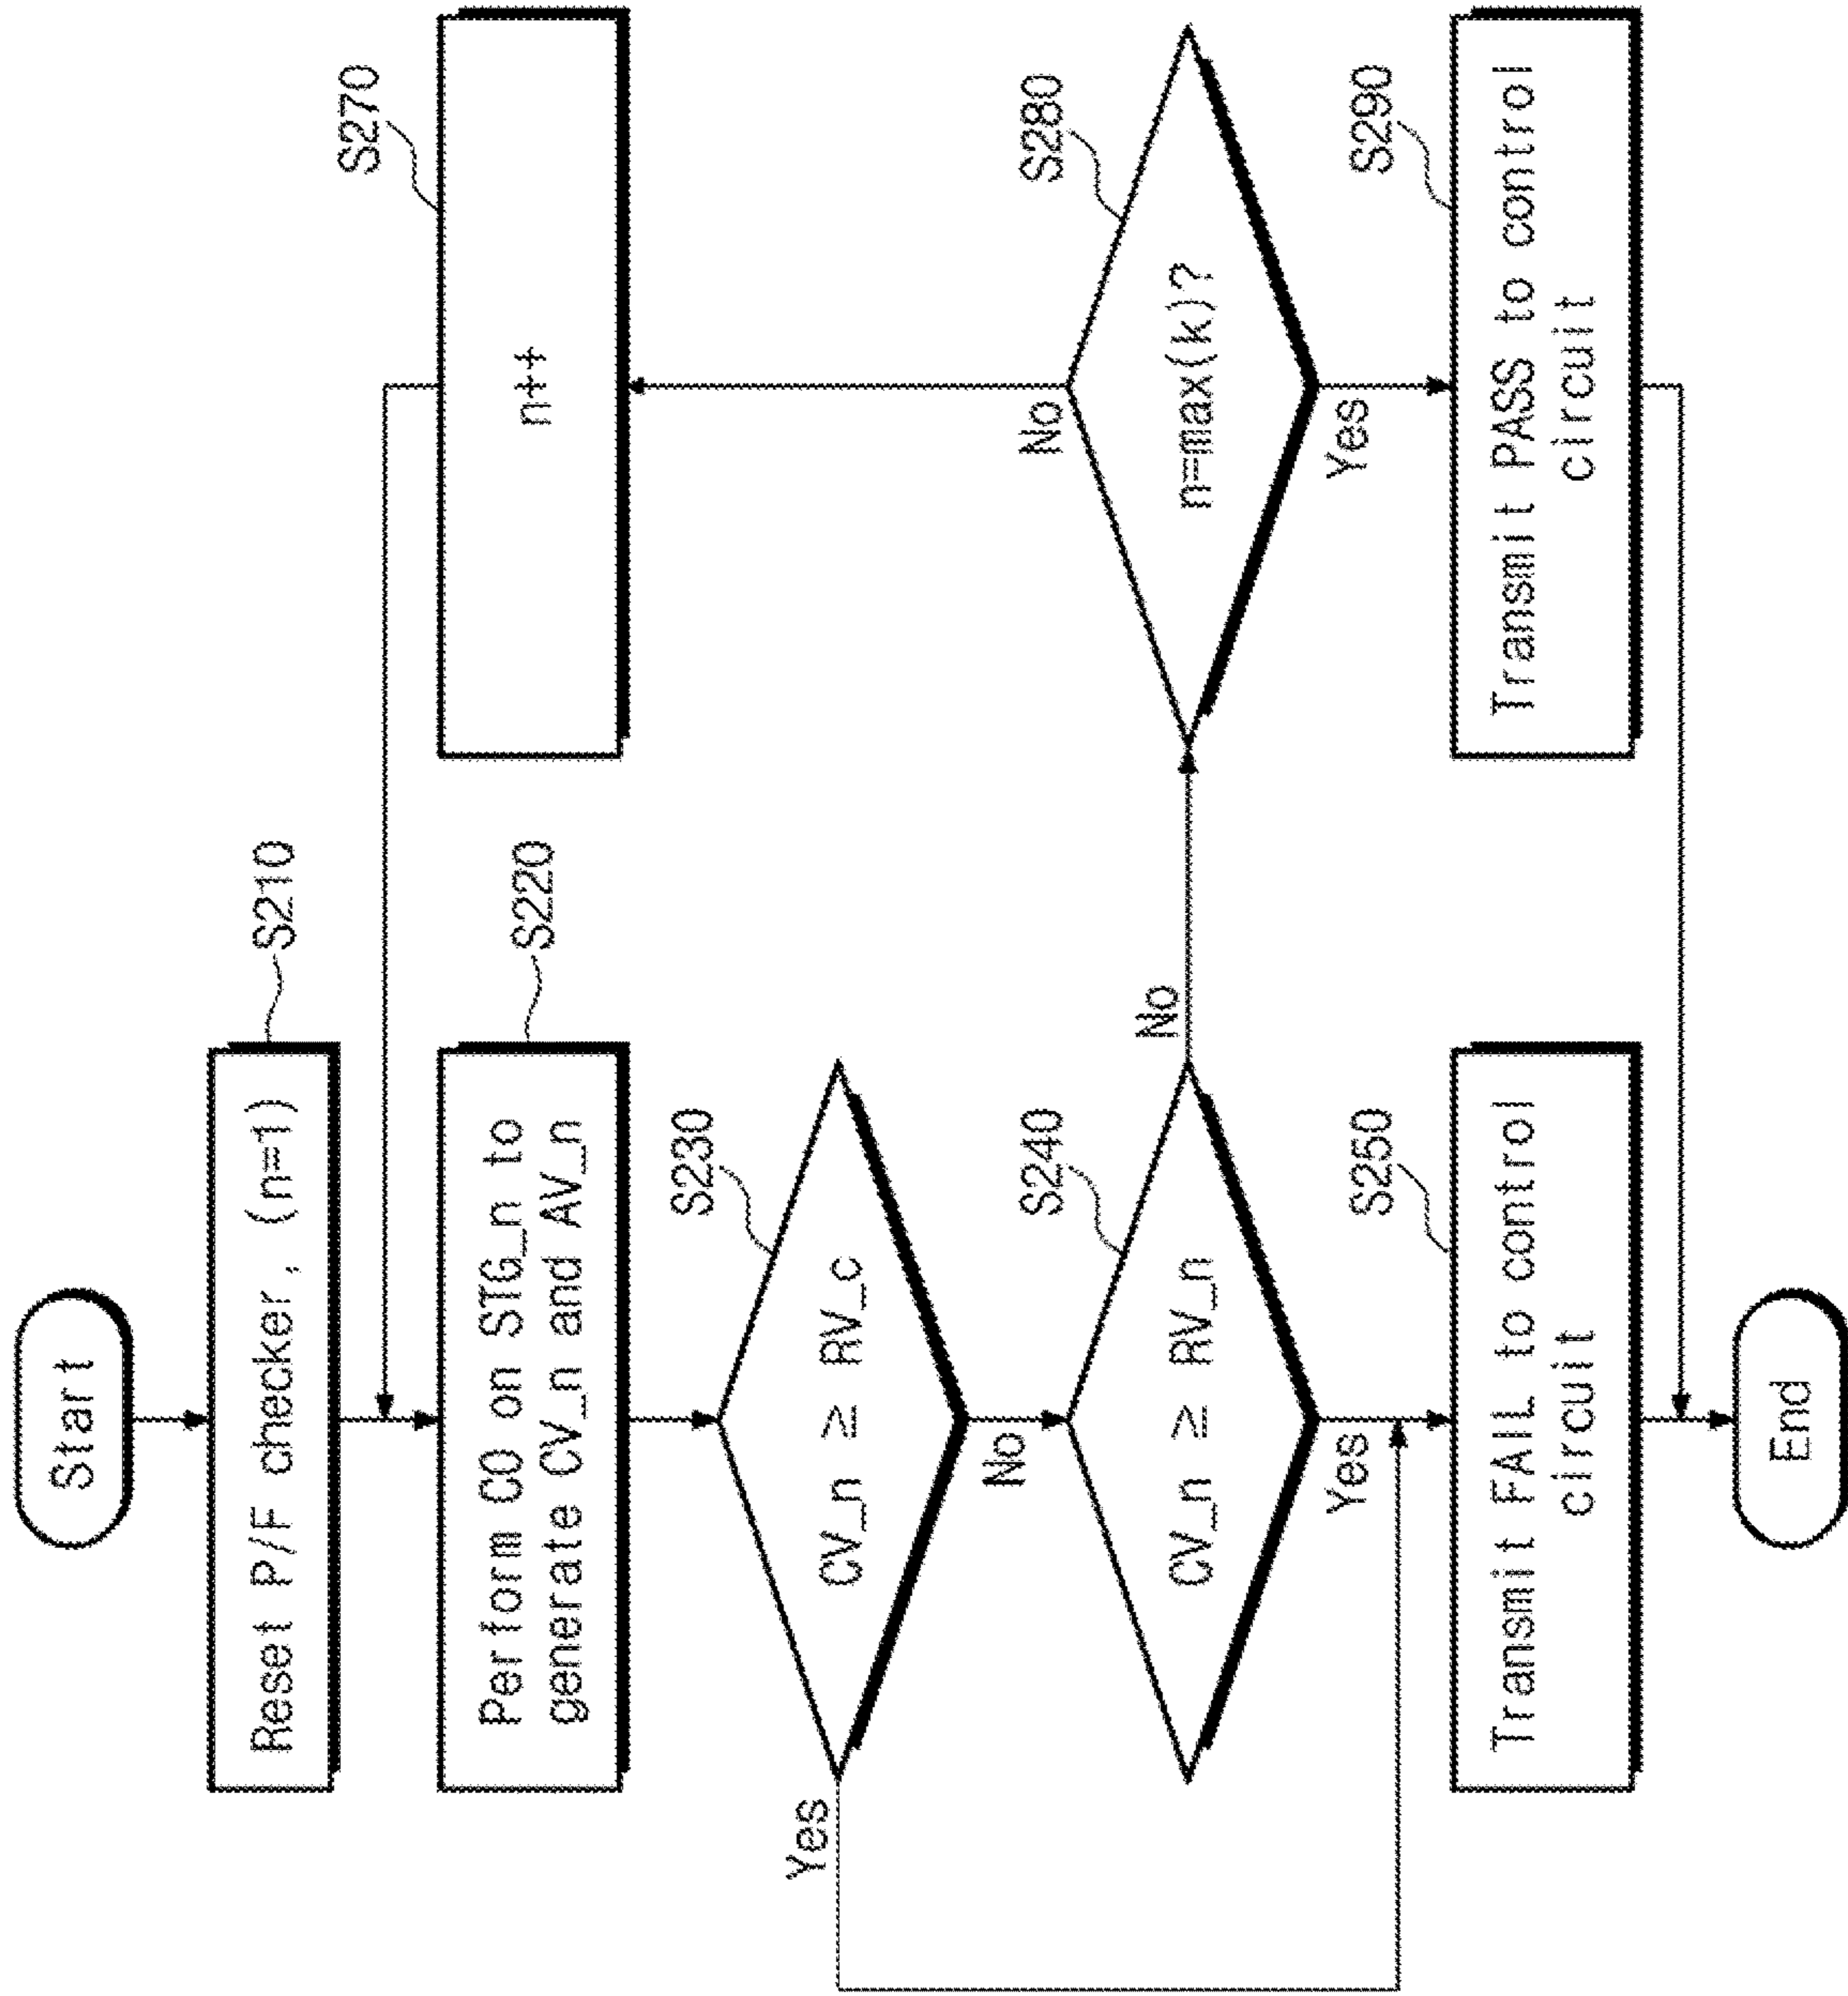 Start
Reset P/F checker, (n=1)
S210
Perform CO on STG_n to
generate CV_n and AV_n
S220
CV_n ≥ RV_c
S230
Yes
No
CV_n ≥ RV_n
S240
No
Yes
Transmit FAIL to control
circuit
S250
End
n++
S270
No
n=max(k)?
S280
Yes
Transmit PASS to control
circuit
S290